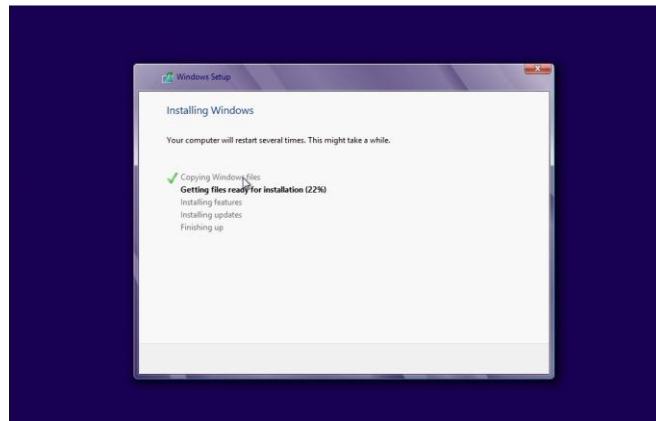 Windows Setup
Installing Windows
Your computer will restart several times. This might take a while.
Copying Windows files
Getting files ready for installation (22%)
Installing features
Installing updates
Finishing up